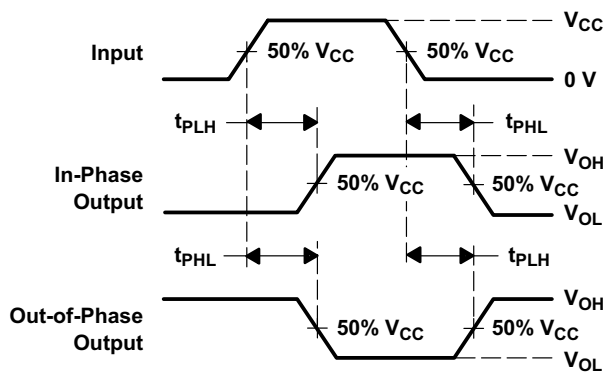 V_CC
Input
50% V_CC
50% V_CC
0 V
t_PLH
t_PHL
V_OH
In-Phase
Output
50% V_CC
50% V_CC
V_OL
t_PHL
t_PLH
V_OH
Out-of-Phase
Output
50% V_CC
50% V_CC
V_OL